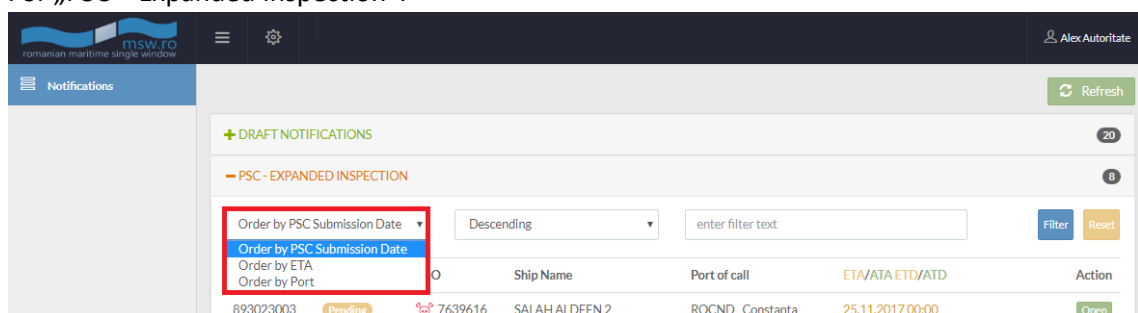 msw.ro
romanian maritime single window
Alex Autoritate
Notifications
Refresh
DRAFT NOTIFICATIONS 20
PSC - EXPANDED INSPECTION 8
Order by PSC Submission Date Descending enter filter text Filter Reset
Order by PSC Submission Date
Order by ETA
Order by Port
O Ship Name Port of call ETA/ATA ETD/ATD Action
893023003 Pending 7639616 SALAH ALDEEN 2 ROCND_Constanta 25.11.2017 00:00 Open